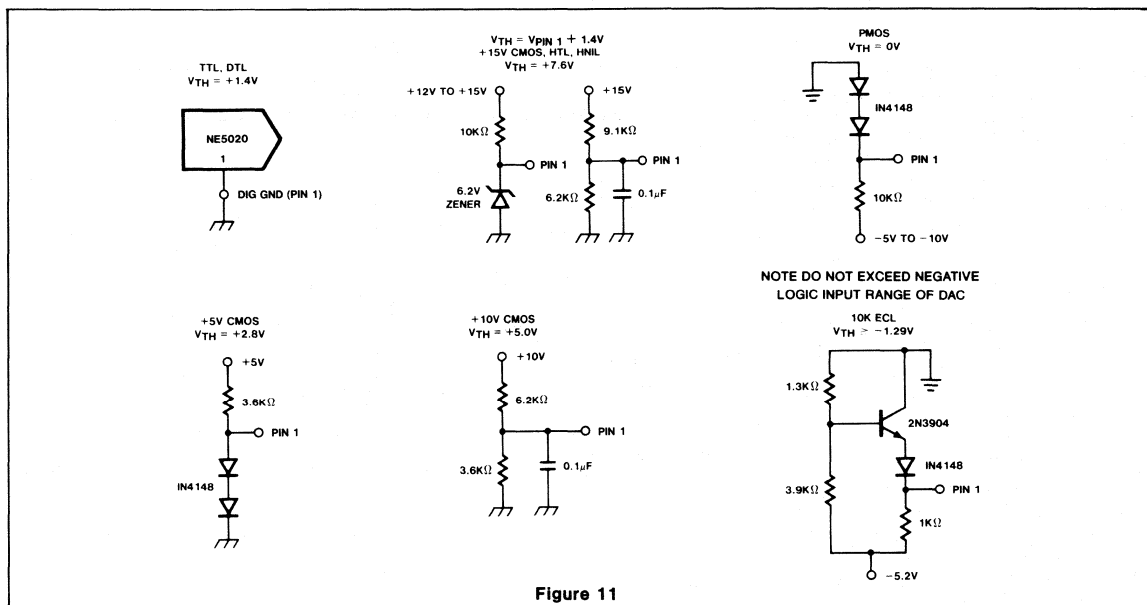 TTL, DTL
VTH = +1.4V
NE5020
1
DIG GND (PIN 1)
VTH = VPIN 1 + 1.4V
+15V CMOS, HTL, HNIL
VTH = +7.6V
+12V TO +15V
10KΩ
PIN 1
6.2V
ZENER
+15V
9.1KΩ
PIN 1
6.2KΩ
0.1μF
PMOS
VTH = 0V
IN4148
PIN 1
10KΩ
−5V TO −10V
NOTE DO NOT EXCEED NEGATIVE
LOGIC INPUT RANGE OF DAC
+5V CMOS
VTH = +2.8V
+5V
3.6KΩ
PIN 1
IN4148
+10V CMOS
VTH = +5.0V
+10V
6.2KΩ
PIN 1
3.6KΩ
0.1μF
10K ECL
VTH > −1.29V
1.3KΩ
2N3904
IN4148
3.9KΩ
PIN 1
1KΩ
−5.2V
Figure 11